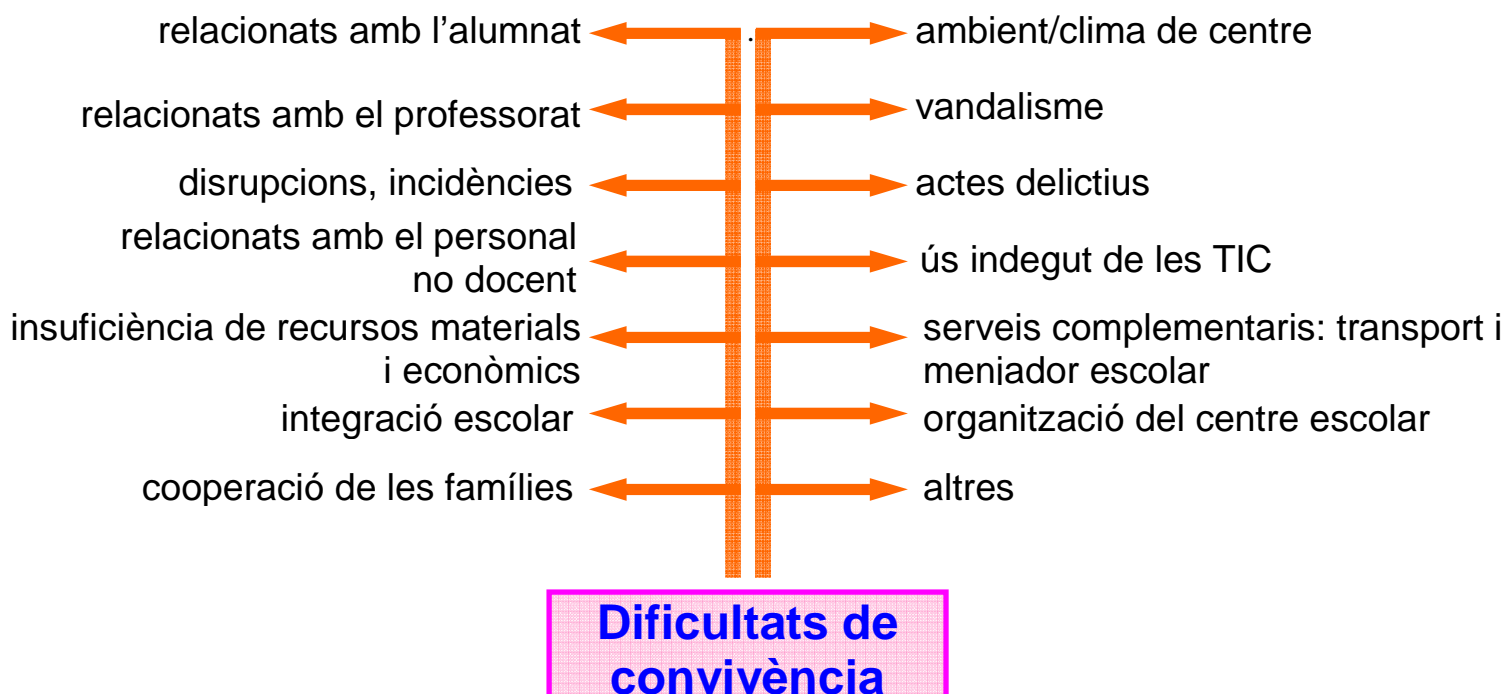 relacionats amb l’alumnat
relacionats amb el professorat
disrupcions, incidències
relacionats amb el personal
no docent
insuficiència de recursos materials
i econòmics
integració escolar
cooperació de les famílies
.
ambient/clima de centre
vandalisme
actes delictius
ús indegut de les TIC
serveis complementaris: transport i
menjador escolar
organització del centre escolar
altres
Dificultats de
convivència